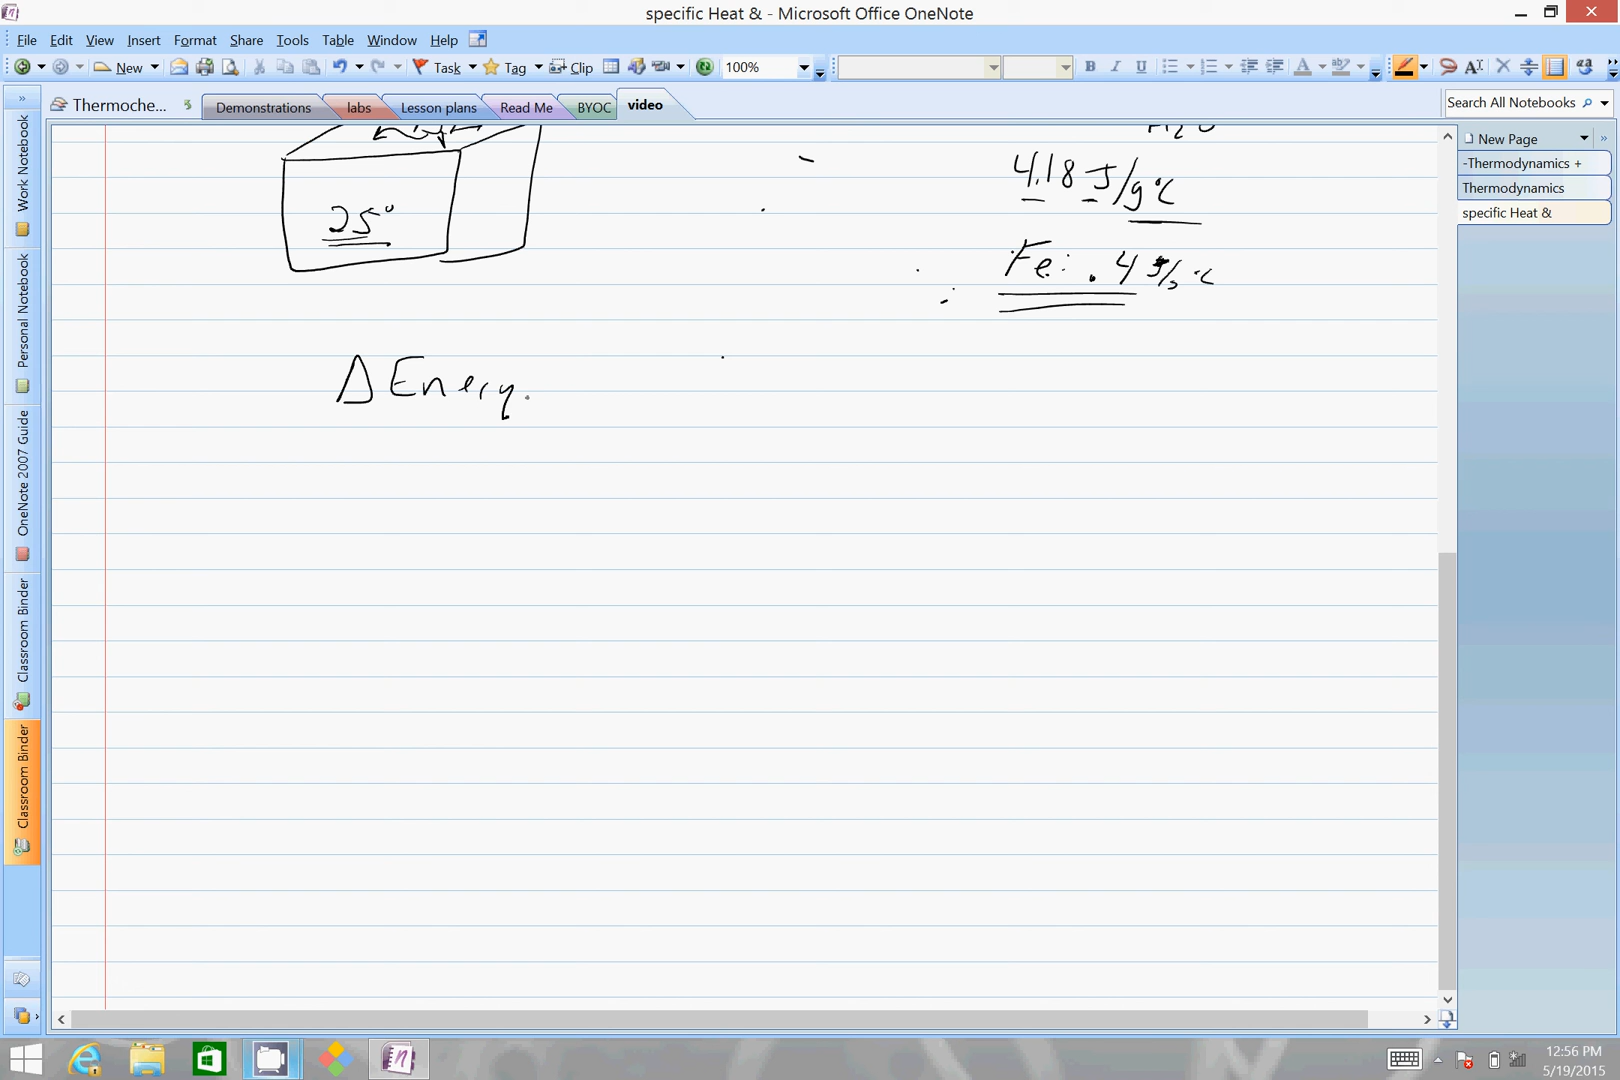 specific Heat & - Microsoft Office OneNote
File Edit View Insert Format Share Tools Table Window Help
New Task Tag Clip 100%
Thermoche... Demonstrations labs Lesson plans Read Me BYOC video
Search All Notebooks
New Page
-Thermodynamics +
Thermodynamics
specific Heat &
Work Notebook
Personal Notebook
OneNote 2007 Guide
Classroom Binder
Classroom Binder
4.18 J/g°C
25°
Fe: .4 J/g °C
Δ Energy
12:56 PM
5/19/2015